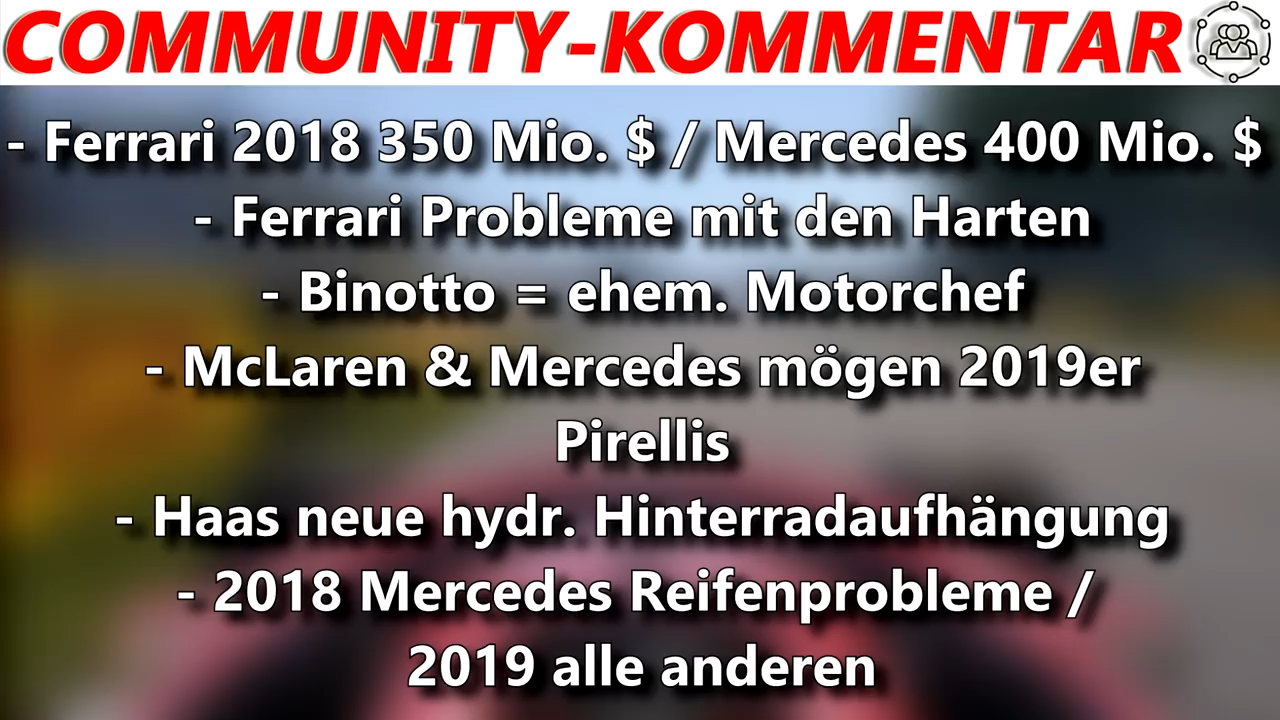 COMMUNITY-KOMMENTAR
- Ferrari 2018 350 Mio. $ / Mercedes 400 Mio. $
- Ferrari Probleme mit den Harten
- Binotto = ehem. Motorchef
- McLaren & Mercedes mögen 2019er
Pirellis
- Haas neue hydr. Hinterradaufhängung
- 2018 Mercedes Reifenprobleme /
2019 alle anderen